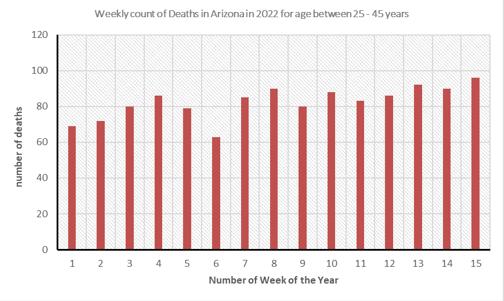 Weekly count of Deaths in Arizona in 2022 for age between 25 - 45 years
120
100
80
60
40
20
0
number of deaths
1 2 3 4 5 6 7 8 9 10 11 12 13 14 15
Number of Week of the Year